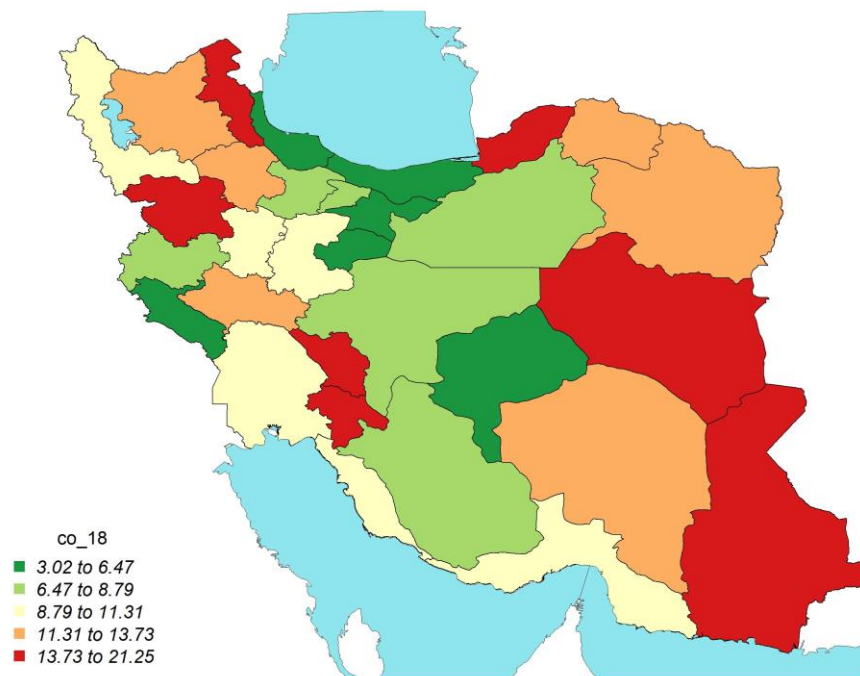 co_18
3.02 to 6.47
6.47 to 8.79
8.79 to 11.31
11.31 to 13.73
13.73 to 21.25